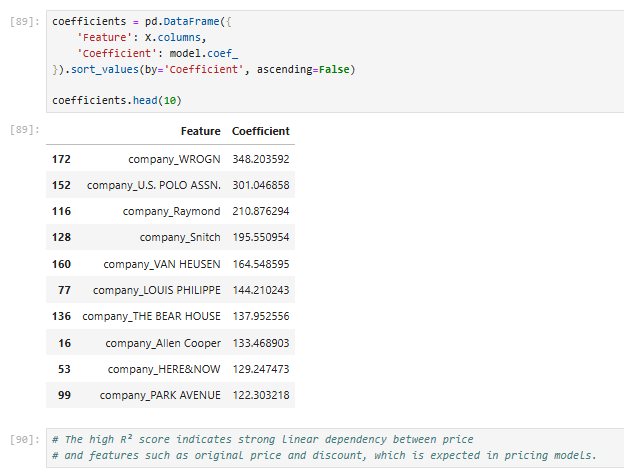 [89]: coefficients = pd.DataFrame({
'Feature': X.columns,
'Coefficient': model.coef_
}).sort_values(by='Coefficient', ascending=False)
coefficients.head(10)
[89]:
Feature Coefficient
172 company_WROGN 348.203592
152 company_U.S. POLO ASSN. 301.046858
116 company_Raymond 210.876294
128 company_Snitch 195.550954
160 company_VAN HEUSEN 164.548595
77 company_LOUIS PHILIPPE 144.210243
136 company_THE BEAR HOUSE 137.952556
16 company_Allen Cooper 133.468903
53 company_HERE&NOW 129.247473
99 company_PARK AVENUE 122.303218
[90]: # The high R² score indicates strong linear dependency between price
# and features such as original price and discount, which is expected in pricing models.